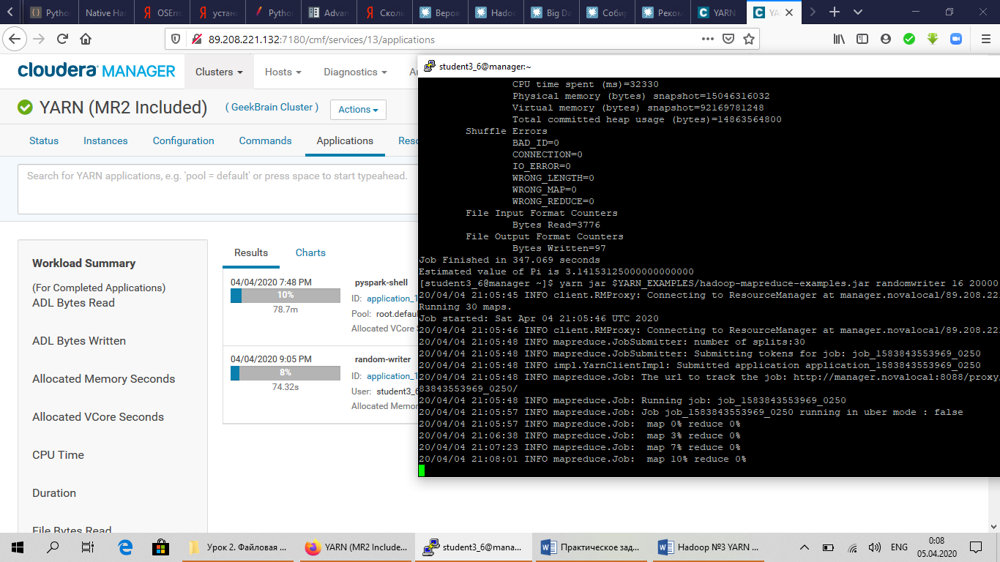 Python
Native Ha
OSErro
устан
Pytho
Advan
Сколь
Вероя
Hadoo
Big Da
Собир
Реком
YARN
YA
89.208.221.132:7180/cmf/services/13/applications
cloudera MANAGER
Clusters
Hosts
Diagnostics
YARN (MR2 Included)
( GeekBrain Cluster )
Actions
Status
Instances
Configuration
Commands
Applications
Reso
Search for YARN applications, e.g. 'pool = default' or press space to start typeahead.
Workload Summary
(For Completed Applications)
ADL Bytes Read
ADL Bytes Written
Allocated Memory Seconds
Allocated VCore Seconds
CPU Time
Duration
File Bytes Read
Results
Charts
04/04/2020 7:48 PM
pyspark-shell
10%
ID: application_1
78.7m
Pool: root.defau
Allocated VCore S
04/04/2020 9:05 PM
random-writer
8%
ID: application_1
74.32s
User: student3_6
Allocated Memor
student3_6@manager:~
CPU time spent (ms)=32330
Physical memory (bytes) snapshot=15046316032
Virtual memory (bytes) snapshot=92169781248
Total committed heap usage (bytes)=14863564800
Shuffle Errors
BAD_ID=0
CONNECTION=0
IO_ERROR=0
WRONG_LENGTH=0
WRONG_MAP=0
WRONG_REDUCE=0
File Input Format Counters
Bytes Read=3776
File Output Format Counters
Bytes Written=97
Job Finished in 347.069 seconds
Estimated value of Pi is 3.14153125000000000000
[student3_6@manager ~]$ yarn jar $YARN_EXAMPLES/hadoop-mapreduce-examples.jar randomwriter 16 20000
20/04/04 21:05:45 INFO client.RMProxy: Connecting to ResourceManager at manager.novalocal/89.208.22
Running 30 maps.
Job started: Sat Apr 04 21:05:46 UTC 2020
20/04/04 21:05:46 INFO client.RMProxy: Connecting to ResourceManager at manager.novalocal/89.208.22
20/04/04 21:05:48 INFO mapreduce.JobSubmitter: number of splits:30
20/04/04 21:05:48 INFO mapreduce.JobSubmitter: Submitting tokens for job: job_1583843553969_0250
20/04/04 21:05:48 INFO impl.YarnClientImpl: Submitted application application_1583843553969_0250
20/04/04 21:05:48 INFO mapreduce.Job: The url to track the job: http://manager.novalocal:8088/proxy/
83843553969_0250/
20/04/04 21:05:48 INFO mapreduce.Job: Running job: job_1583843553969_0250
20/04/04 21:05:57 INFO mapreduce.Job: Job job_1583843553969_0250 running in uber mode : false
20/04/04 21:05:57 INFO mapreduce.Job:  map 0% reduce 0%
20/04/04 21:06:38 INFO mapreduce.Job:  map 3% reduce 0%
20/04/04 21:07:23 INFO mapreduce.Job:  map 7% reduce 0%
20/04/04 21:08:01 INFO mapreduce.Job:  map 10% reduce 0%
Урок 2. Файловая ...
YARN (MR2 Include...
student3_6@mana...
Практическое зад...
Hadoop №3 YARN ...
ENG
0:08
05.04.2020